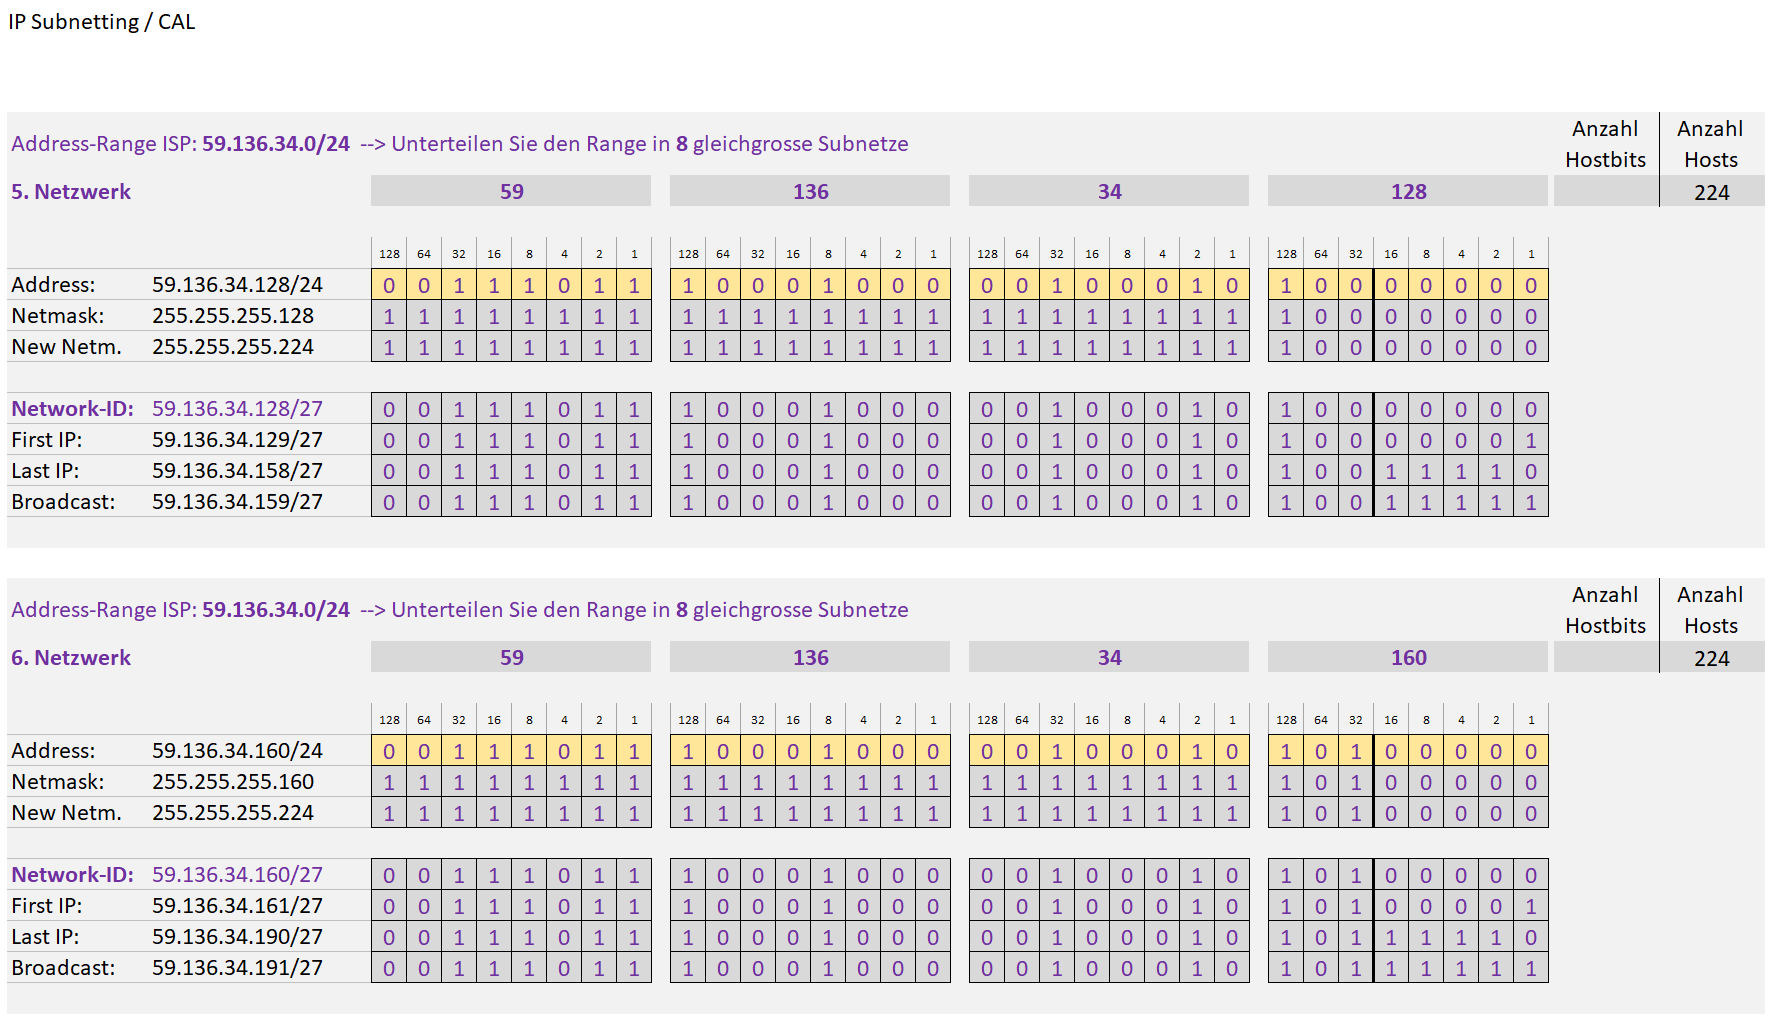 IP Subnetting / CAL
Address-Range ISP: 59.136.34.0/24 --> Unterteilen Sie den Range in 8 gleichgrosse Subnetze Anzahl Hostbits Anzahl Hosts
5. Netzwerk 59 136 34 128 224
128 64 32 16 8 4 2 1 128 64 32 16 8 4 2 1 128 64 32 16 8 4 2 1 128 64 32 16 8 4 2 1
Address: 59.136.34.128/24 0 0 1 1 1 0 1 1 1 0 0 0 1 0 0 0 0 0 1 0 0 0 1 0 1 0 0 0 0 0 0 0
Netmask: 255.255.255.128 1 1 1 1 1 1 1 1 1 1 1 1 1 1 1 1 1 1 1 1 1 1 1 1 1 0 0 0 0 0 0 0
New Netm. 255.255.255.224 1 1 1 1 1 1 1 1 1 1 1 1 1 1 1 1 1 1 1 1 1 1 1 1 1 0 0 0 0 0 0 0
Network-ID: 59.136.34.128/27 0 0 1 1 1 0 1 1 1 0 0 0 1 0 0 0 0 0 1 0 0 0 1 0 1 0 0 0 0 0 0 0
First IP: 59.136.34.129/27 0 0 1 1 1 0 1 1 1 0 0 0 1 0 0 0 0 0 1 0 0 0 1 0 1 0 0 0 0 0 0 1
Last IP: 59.136.34.158/27 0 0 1 1 1 0 1 1 1 0 0 0 1 0 0 0 0 0 1 0 0 0 1 0 1 0 0 1 1 1 1 0
Broadcast: 59.136.34.159/27 0 0 1 1 1 0 1 1 1 0 0 0 1 0 0 0 0 0 1 0 0 0 1 0 1 0 0 1 1 1 1 1
Address-Range ISP: 59.136.34.0/24 --> Unterteilen Sie den Range in 8 gleichgrosse Subnetze Anzahl Hostbits Anzahl Hosts
6. Netzwerk 59 136 34 160 224
128 64 32 16 8 4 2 1 128 64 32 16 8 4 2 1 128 64 32 16 8 4 2 1 128 64 32 16 8 4 2 1
Address: 59.136.34.160/24 0 0 1 1 1 0 1 1 1 0 0 0 1 0 0 0 0 0 1 0 0 0 1 0 1 0 1 0 0 0 0 0
Netmask: 255.255.255.160 1 1 1 1 1 1 1 1 1 1 1 1 1 1 1 1 1 1 1 1 1 1 1 1 1 0 1 0 0 0 0 0
New Netm. 255.255.255.224 1 1 1 1 1 1 1 1 1 1 1 1 1 1 1 1 1 1 1 1 1 1 1 1 1 0 1 0 0 0 0 0
Network-ID: 59.136.34.160/27 0 0 1 1 1 0 1 1 1 0 0 0 1 0 0 0 0 0 1 0 0 0 1 0 1 0 1 0 0 0 0 0
First IP: 59.136.34.161/27 0 0 1 1 1 0 1 1 1 0 0 0 1 0 0 0 0 0 1 0 0 0 1 0 1 0 1 0 0 0 0 1
Last IP: 59.136.34.190/27 0 0 1 1 1 0 1 1 1 0 0 0 1 0 0 0 0 0 1 0 0 0 1 0 1 0 1 1 1 1 1 0
Broadcast: 59.136.34.191/27 0 0 1 1 1 0 1 1 1 0 0 0 1 0 0 0 0 0 1 0 0 0 1 0 1 0 1 1 1 1 1 1